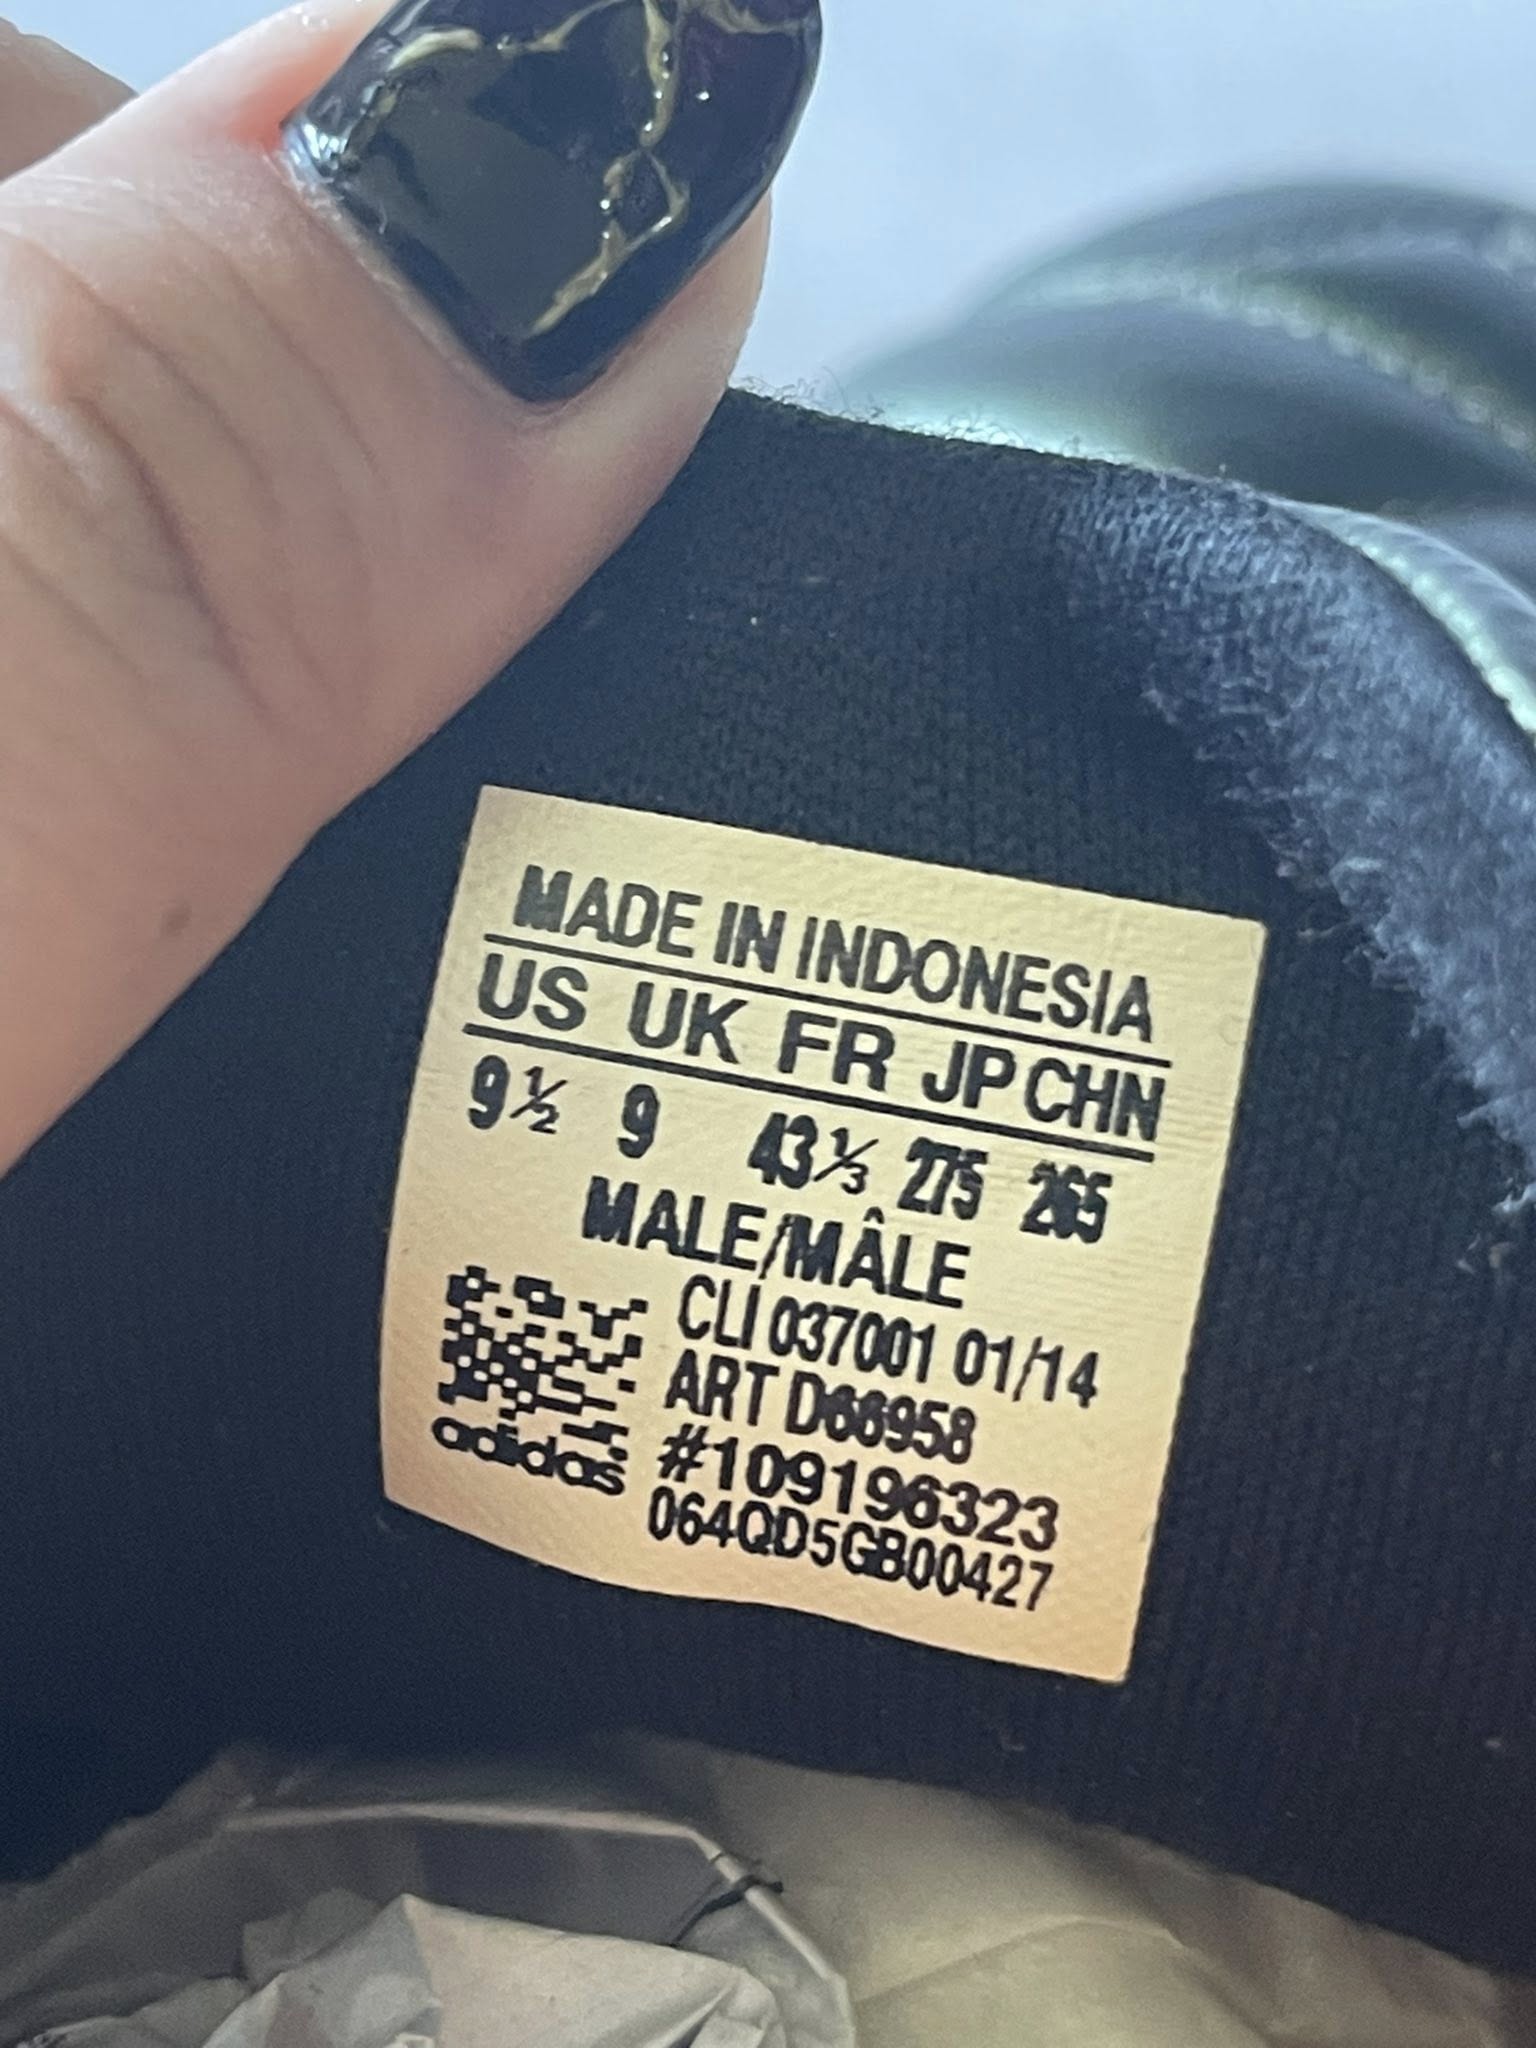 MADE IN INDONESIA
US UK FR JP CHN
9½ 9 43⅓ 275 265
MALE/MÂLE
CLI 037001 01/14
ART D66958
#109196323
adidas
064QD5GB00427